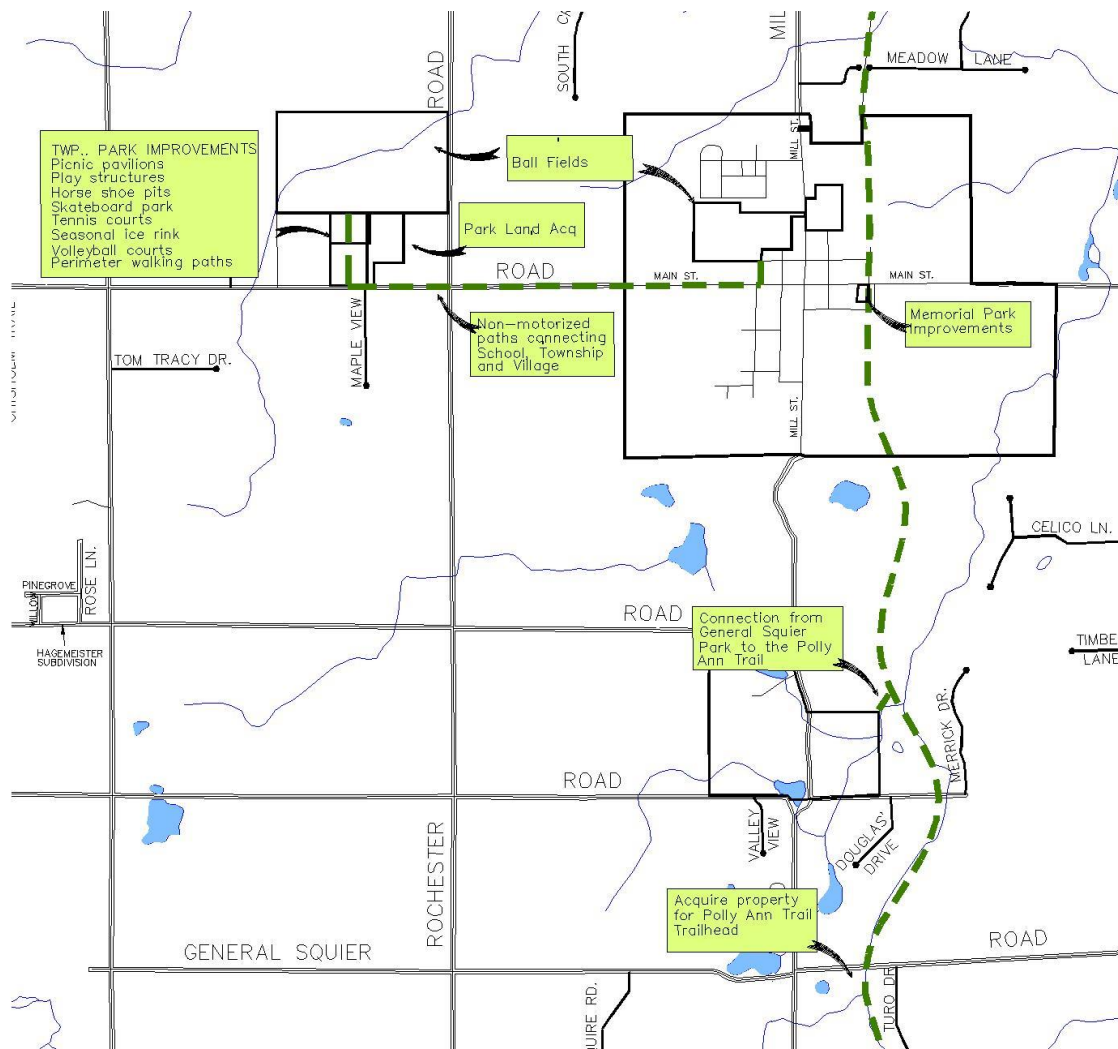 SOUTH CA
ROAD
MIL
MEADOW LANE
TWP.. PARK IMPROVEMENTS
Picnic pavilions
Play structures
Horse shoe pits
Skateboard park
Tennis courts
Seasonal ice rink
Volleyball courts
Perimeter walking paths
Ball Fields
MILL ST.
Park Land Acq
ROAD
MAIN ST.
MAIN ST.
Non-motorized
paths connecting
School, Township
and Village
Memorial Park
Improvements
MAPLE VIEW
TOM TRACY DR.
MILL ST.
CELICO LN.
PINEGROVE
WILLOW
ROSE LN.
HAGEMEISTER
SUBDIVISION
ROAD
Connection from
General Squier
Park to the Polly
Ann Trail
TIMBE
LANE
MERRICK DR.
ROAD
VALLEY
VIEW
DOUGLAS'
DRIVE
ROCHESTER
Acquire property
for Polly Ann Trail
Trailhead
GENERAL SQUIER
ROAD
UIRE RD.
TURO DR